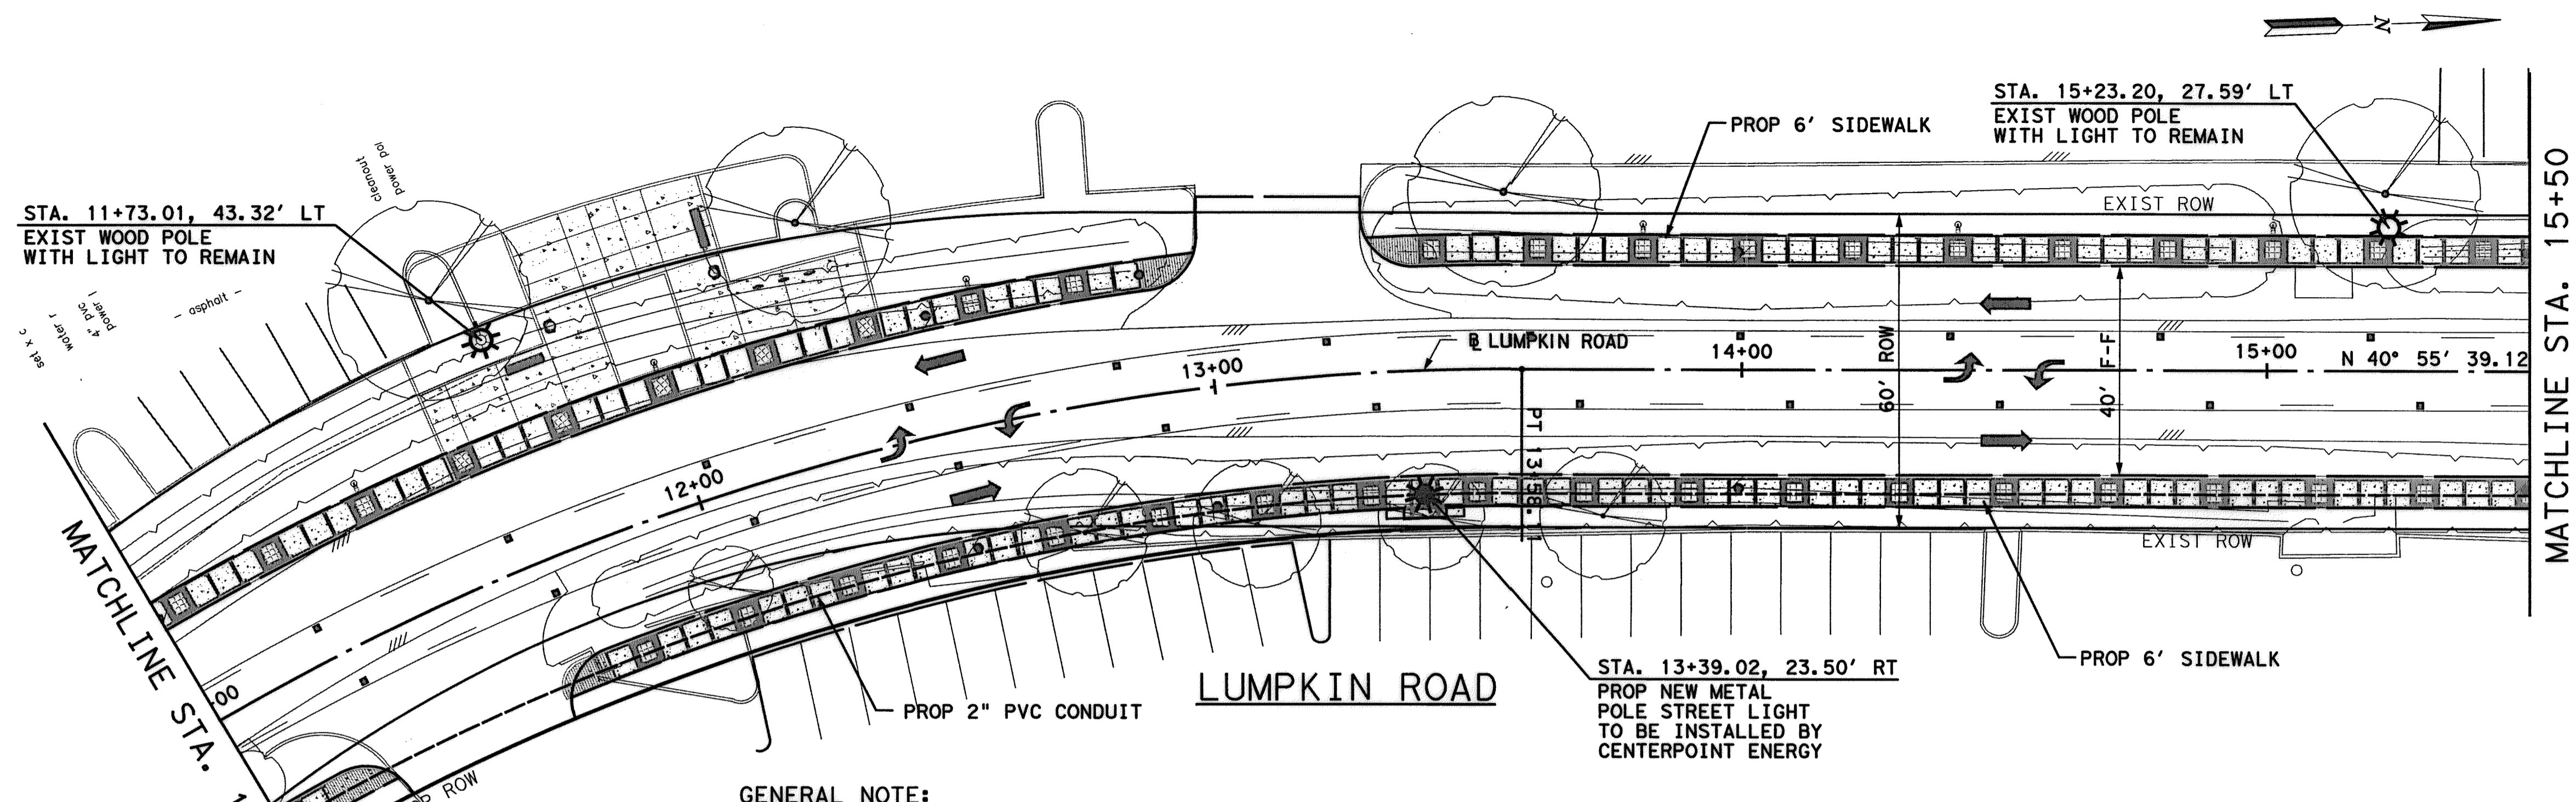 N
STA. 15+23.20, 27.59' LT
EXIST WOOD POLE
WITH LIGHT TO REMAIN
PROP 6' SIDEWALK
cleanout
power pol
STA. 11+73.01, 43.32' LT
EXIST WOOD POLE
WITH LIGHT TO REMAIN
EXIST ROW
MATCHLINE STA. 15+50
set x c
water r
4" pvc
power
- asphalt -
B LUMPKIN ROAD
13+00
14+00
15+00
N 40° 55' 39.12
60' ROW
40' F-F
12+00
PT 13+58.11
EXIST ROW
MATCHLINE STA. 1
00
PROP 2" PVC CONDUIT
LUMPKIN ROAD
STA. 13+39.02, 23.50' RT
PROP NEW METAL
POLE STREET LIGHT
TO BE INSTALLED BY
CENTERPOINT ENERGY
PROP 6' SIDEWALK
ROW
GENERAL NOTE: